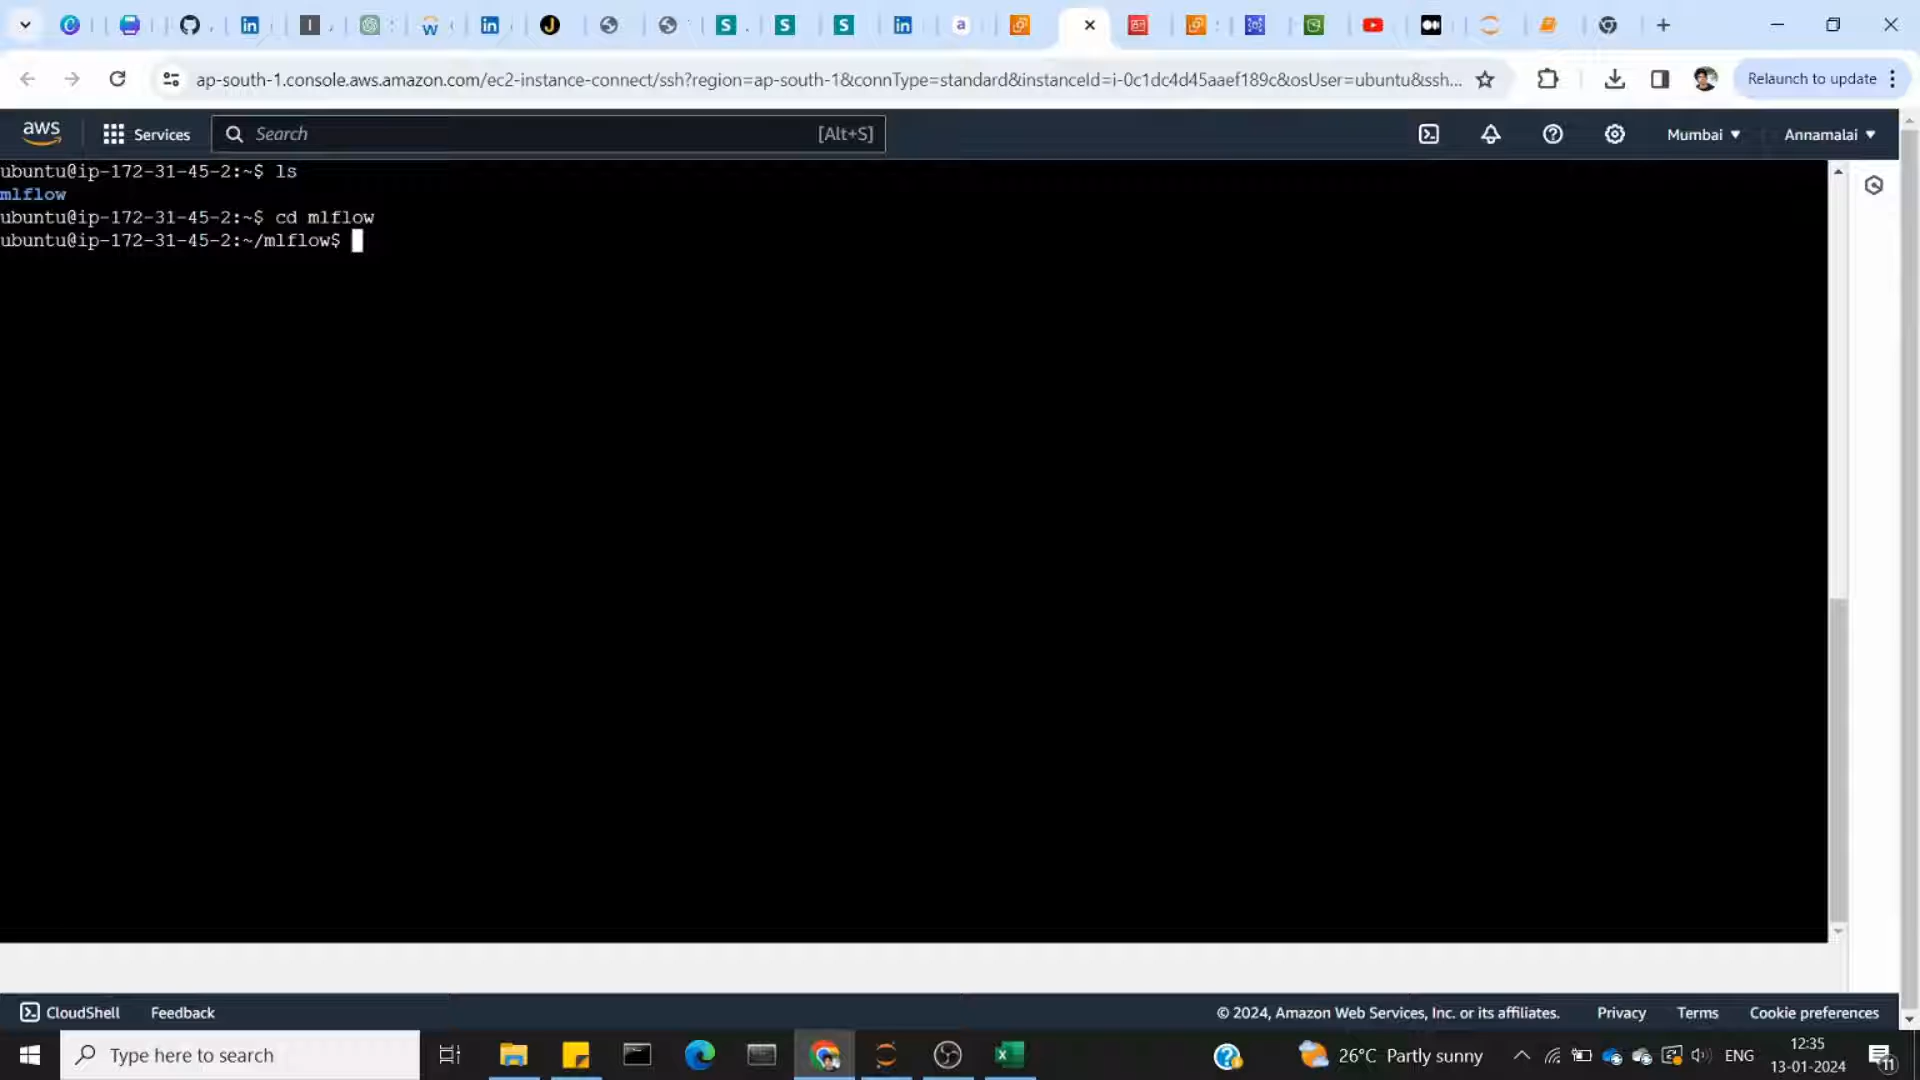 ap-south-1.console.aws.amazon.com/ec2-instance-connect/ssh?region=ap-south-1&connType=standard&instanceId=i-0c1dc4d45aaef189c&osUser=ubuntu&ssh...
Relaunch to update
aws
Services
Search
[Alt+S]
Mumbai
Annamalai
ubuntu@ip-172-31-45-2:~$ ls
mlflow
ubuntu@ip-172-31-45-2:~$ cd mlflow
ubuntu@ip-172-31-45-2:~/mlflow$
CloudShell
Feedback
© 2024, Amazon Web Services, Inc. or its affiliates.
Privacy
Terms
Cookie preferences
Type here to search
26°C Partly sunny
ENG
12:35
13-01-2024
11